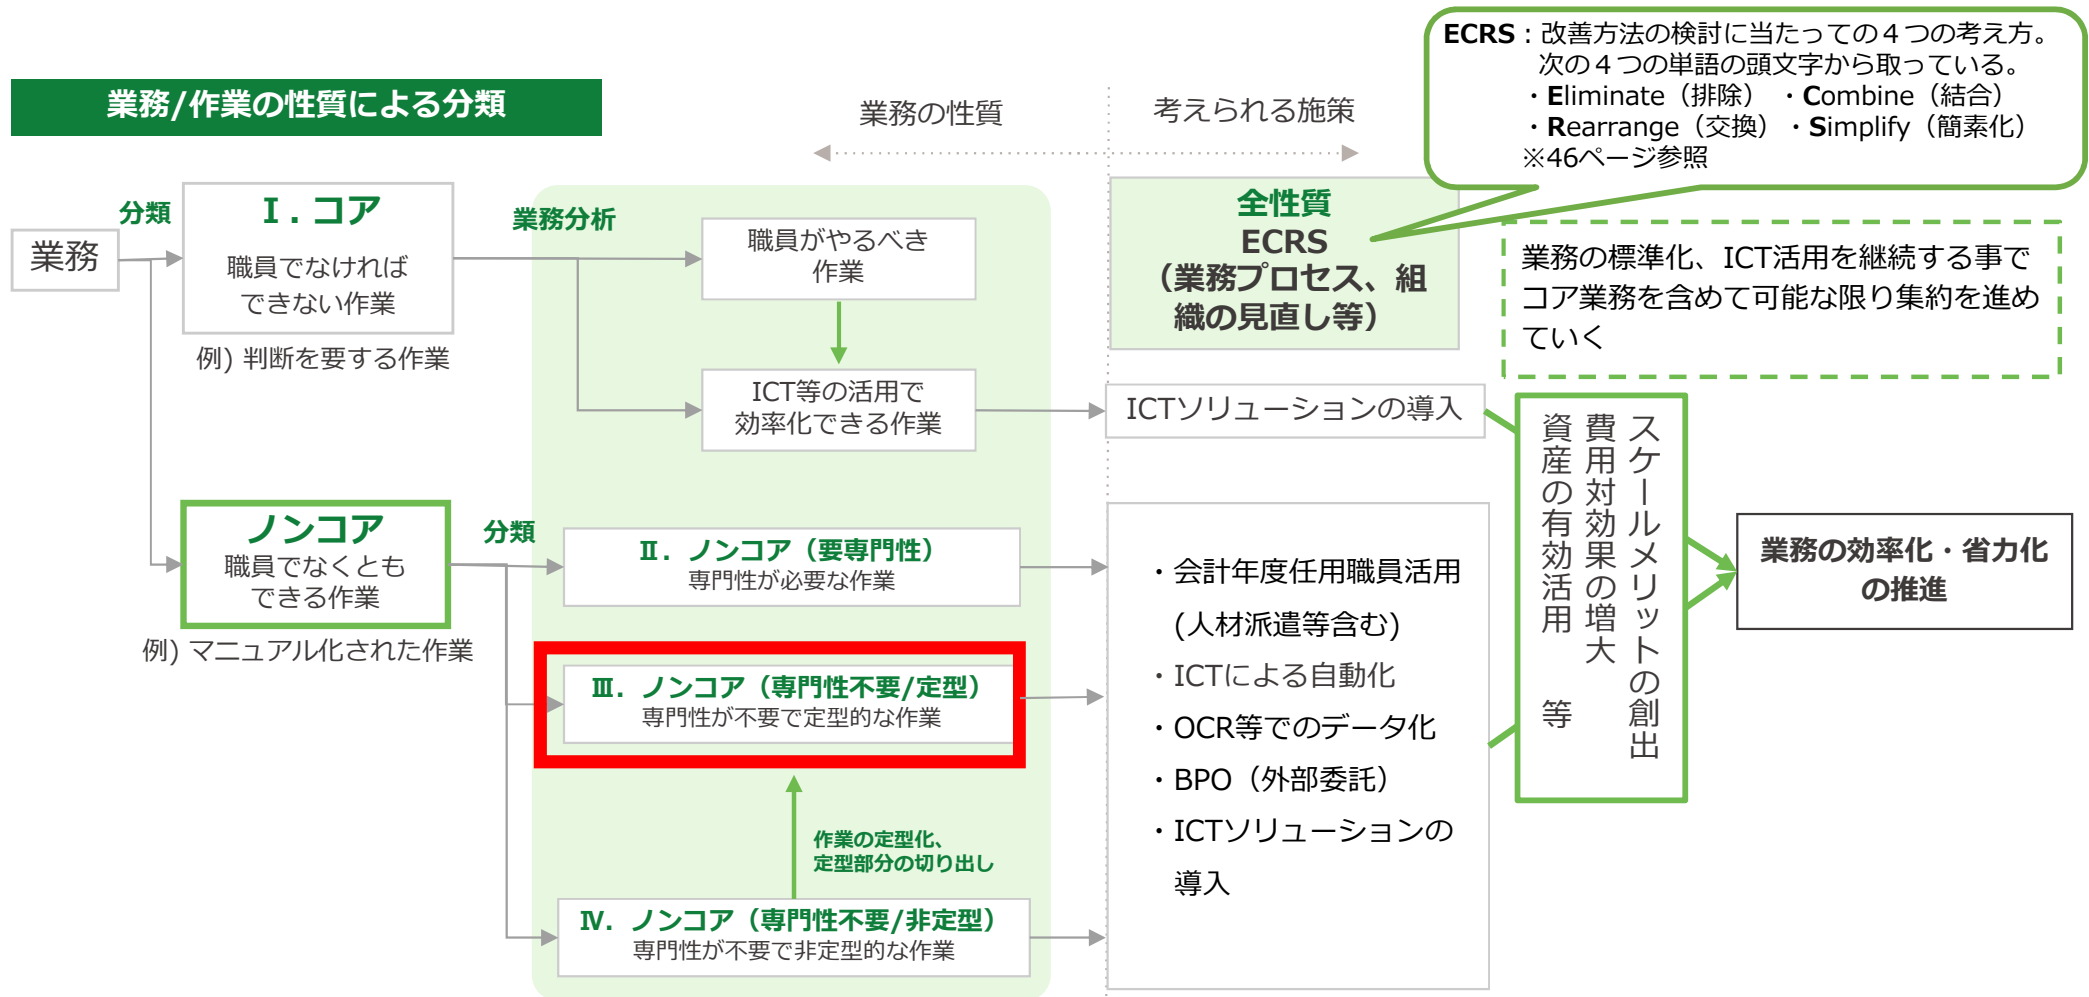 ECRS：改善方法の検討に当たっての４つの考え方。
次の４つの単語の頭文字から取っている。
・Eliminate（排除） ・Combine（結合）
・Rearrange（交換） ・Simplify（簡素化）
※46ページ参照
業務/作業の性質による分類
業務の性質
考えられる施策
業務
分類
Ⅰ. コア
職員でなければ
できない作業
例) 判断を要する作業
業務分析
職員がやるべき
作業
ICT等の活用で
効率化できる作業
全性質
ECRS
（業務プロセス、組
織の見直し等）
業務の標準化、ICT活用を継続する事で
コア業務を含めて可能な限り集約を進め
ていく
ICTソリューションの導入
ノンコア
職員でなくとも
できる作業
例) マニュアル化された作業
分類
Ⅱ. ノンコア（要専門性）
専門性が必要な作業
Ⅲ. ノンコア（専門性不要/定型）
専門性が不要で定型的な作業
作業の定型化、
定型部分の切り出し
Ⅳ. ノンコア（専門性不要/非定型）
専門性が不要で非定型的な作業
・会計年度任用職員活用
(人材派遣等含む)
・ICTによる自動化
・OCR等でのデータ化
・BPO（外部委託）
・ICTソリューションの
導入
スケールメリットの創出
費用対効果の増大
資産の有効活用　等
業務の効率化・省力化
の推進